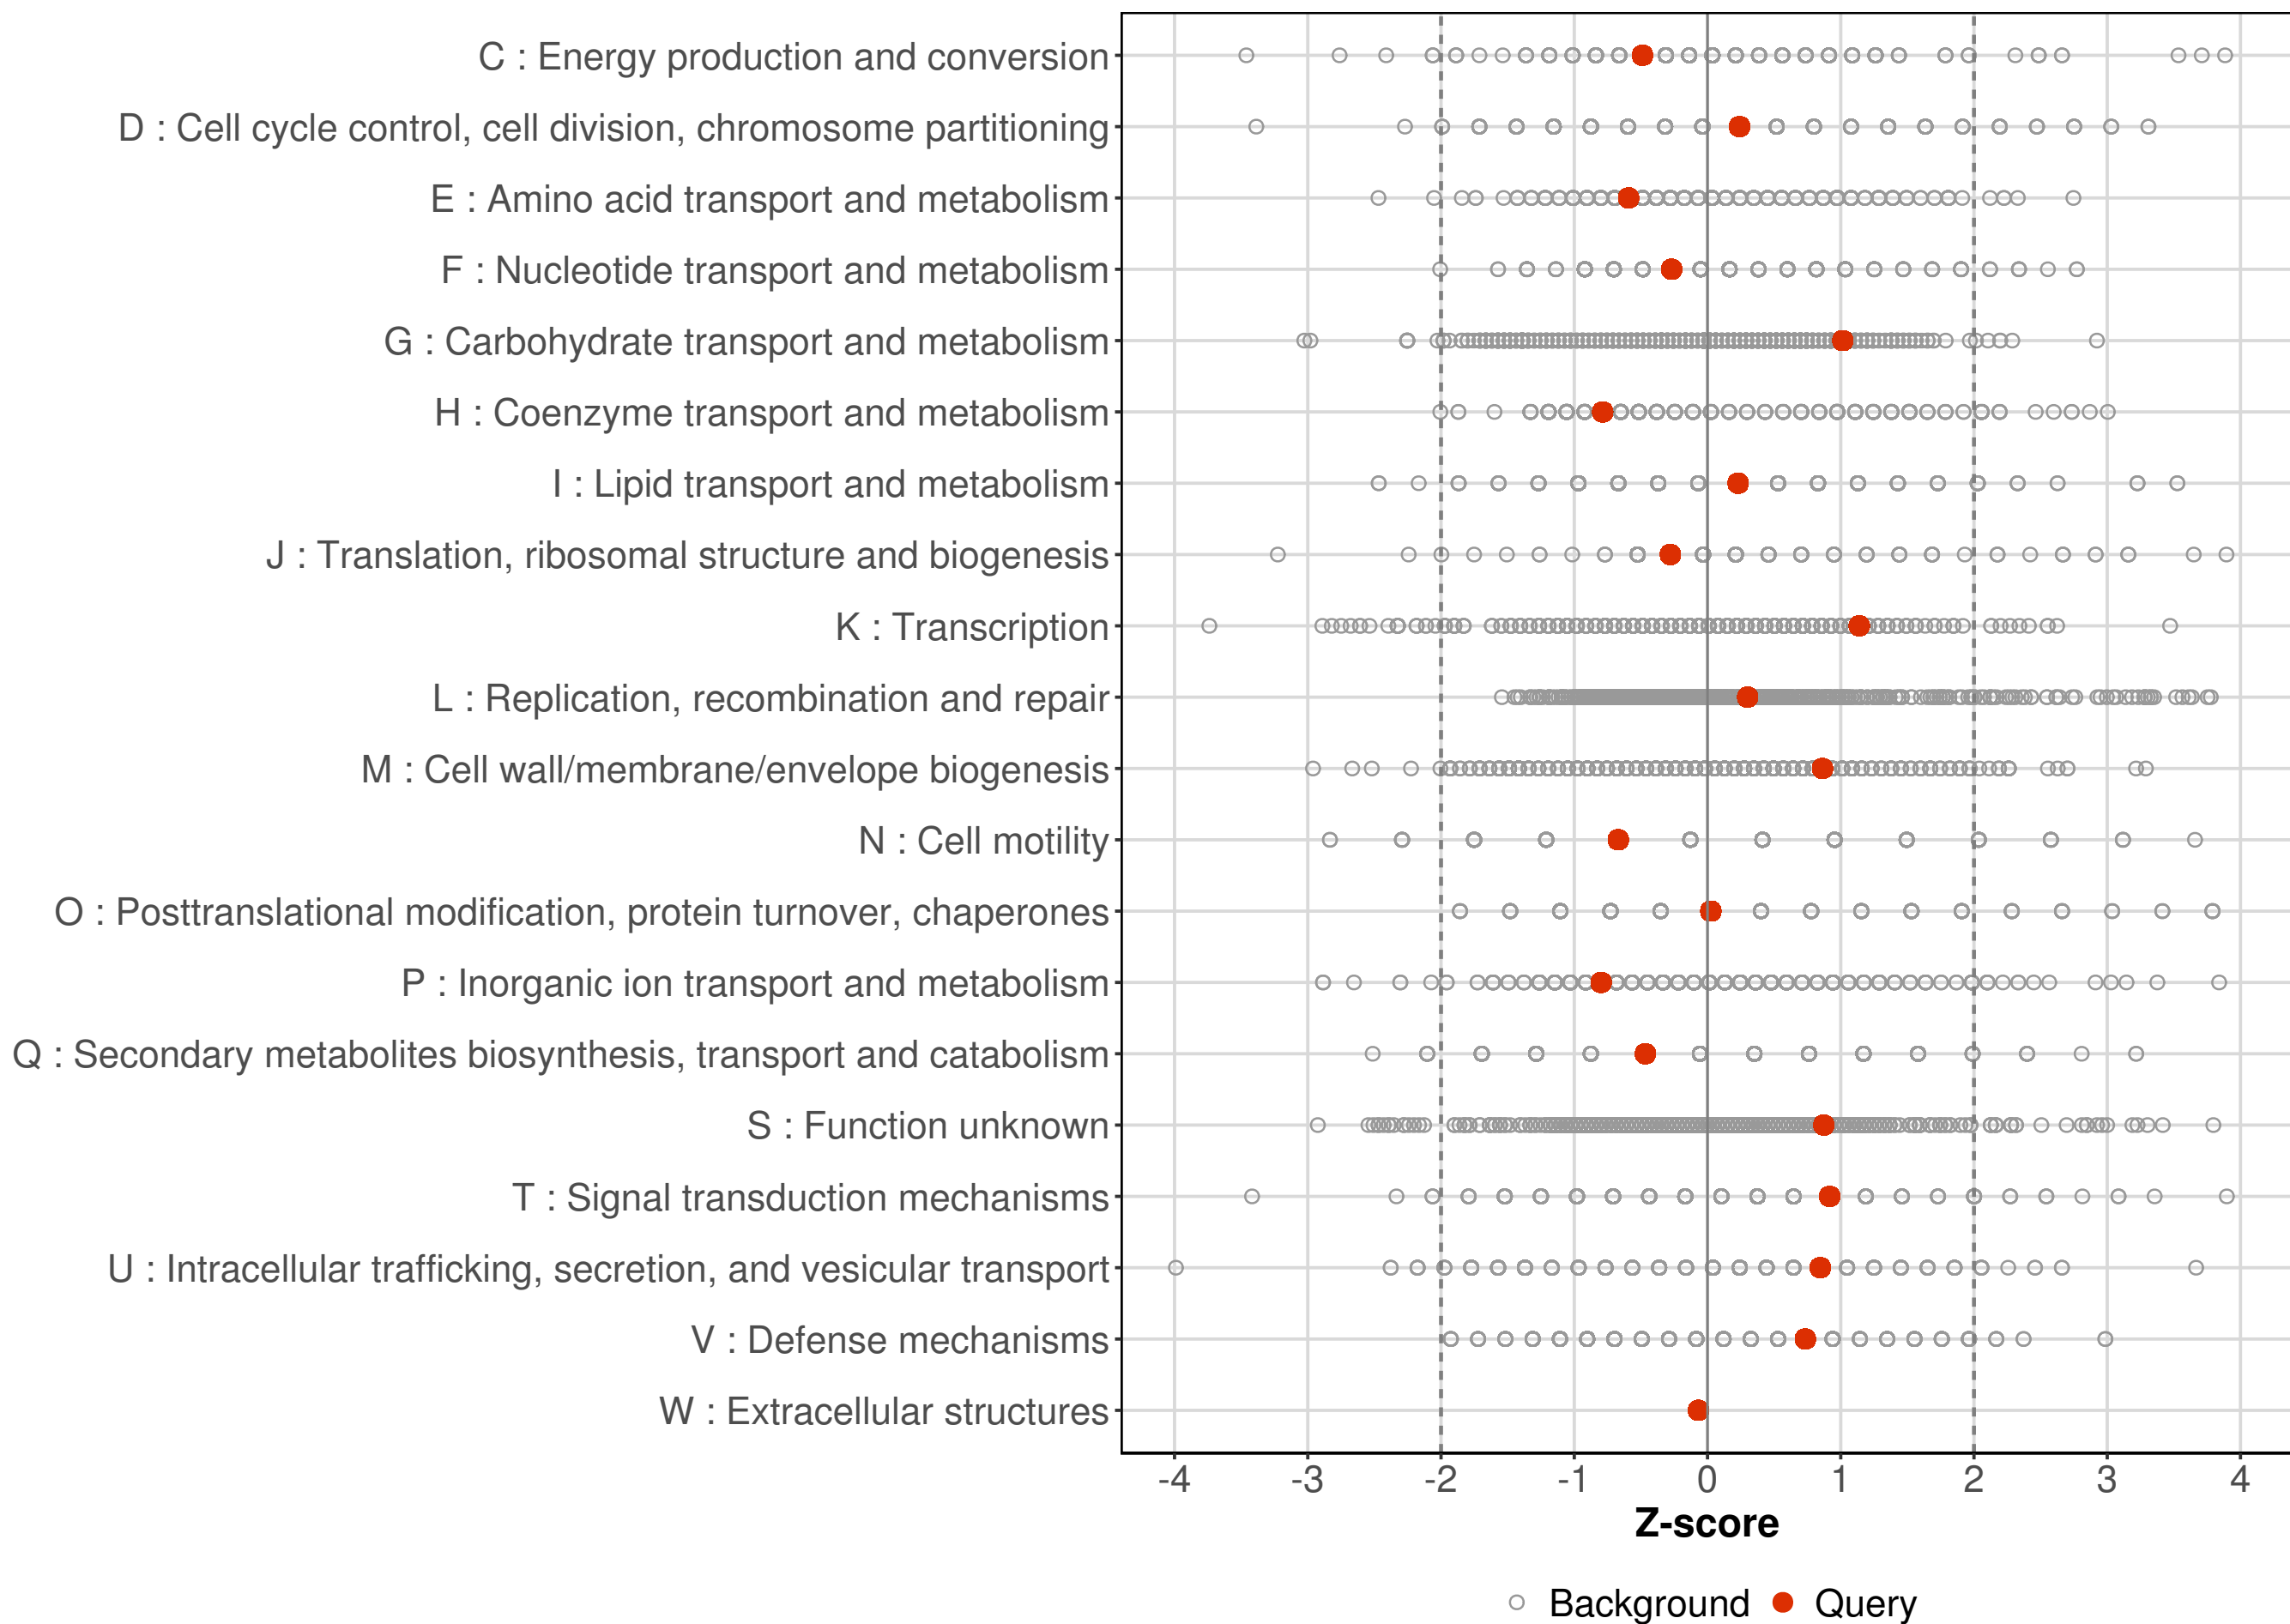 C : Energy production and conversion
D : Cell cycle control, cell division, chromosome partitioning
E : Amino acid transport and metabolism
F : Nucleotide transport and metabolism
G : Carbohydrate transport and metabolism
H : Coenzyme transport and metabolism
I : Lipid transport and metabolism
J : Translation, ribosomal structure and biogenesis
K : Transcription
L : Replication, recombination and repair
M : Cell wall/membrane/envelope biogenesis
N : Cell motility
O : Posttranslational modification, protein turnover, chaperones
P : Inorganic ion transport and metabolism
Q : Secondary metabolites biosynthesis, transport and catabolism
S : Function unknown
T : Signal transduction mechanisms
U : Intracellular trafficking, secretion, and vesicular transport
V : Defense mechanisms
W : Extracellular structures
-4 -3 -2 -1 0 1 2 3 4
Z-score
Background Query